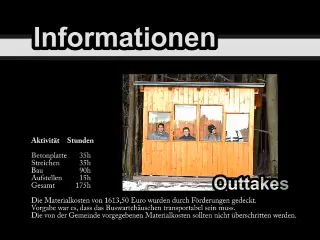 Informationen
Aktivität Stunden
Betonplatte 35h
Streichen 35h
Bau 90h
Aufstellen 15h
Gesamt 175h
Outtakes
Die Materialkosten von 1613,50 Euro wurden durch Förderungen gedeckt.
Vorgabe war es, dass das Buswartehäuschen transportabel sein muss.
Die von der Gemeinde vorgegebenen Materialkosten sollten nicht überschritten werden.